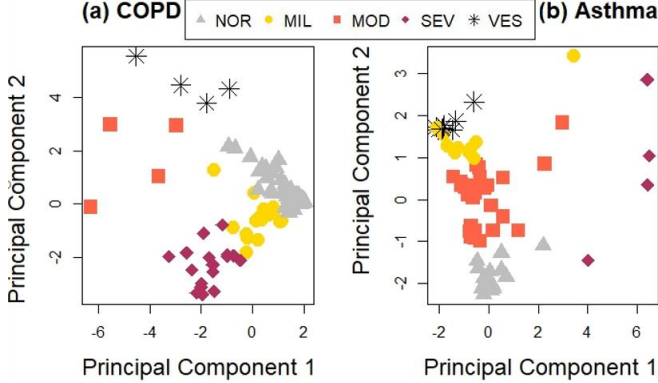 (a) COPD
NOR MIL MOD SEV VES
(b) Asthma
Principal Component 2
4
2
0
-2
-6 -4 -2 0 2
Principal Component 1
Principal Component 2
3
2
1
0
-1
-2
-2 0 2 4 6
Principal Component 1